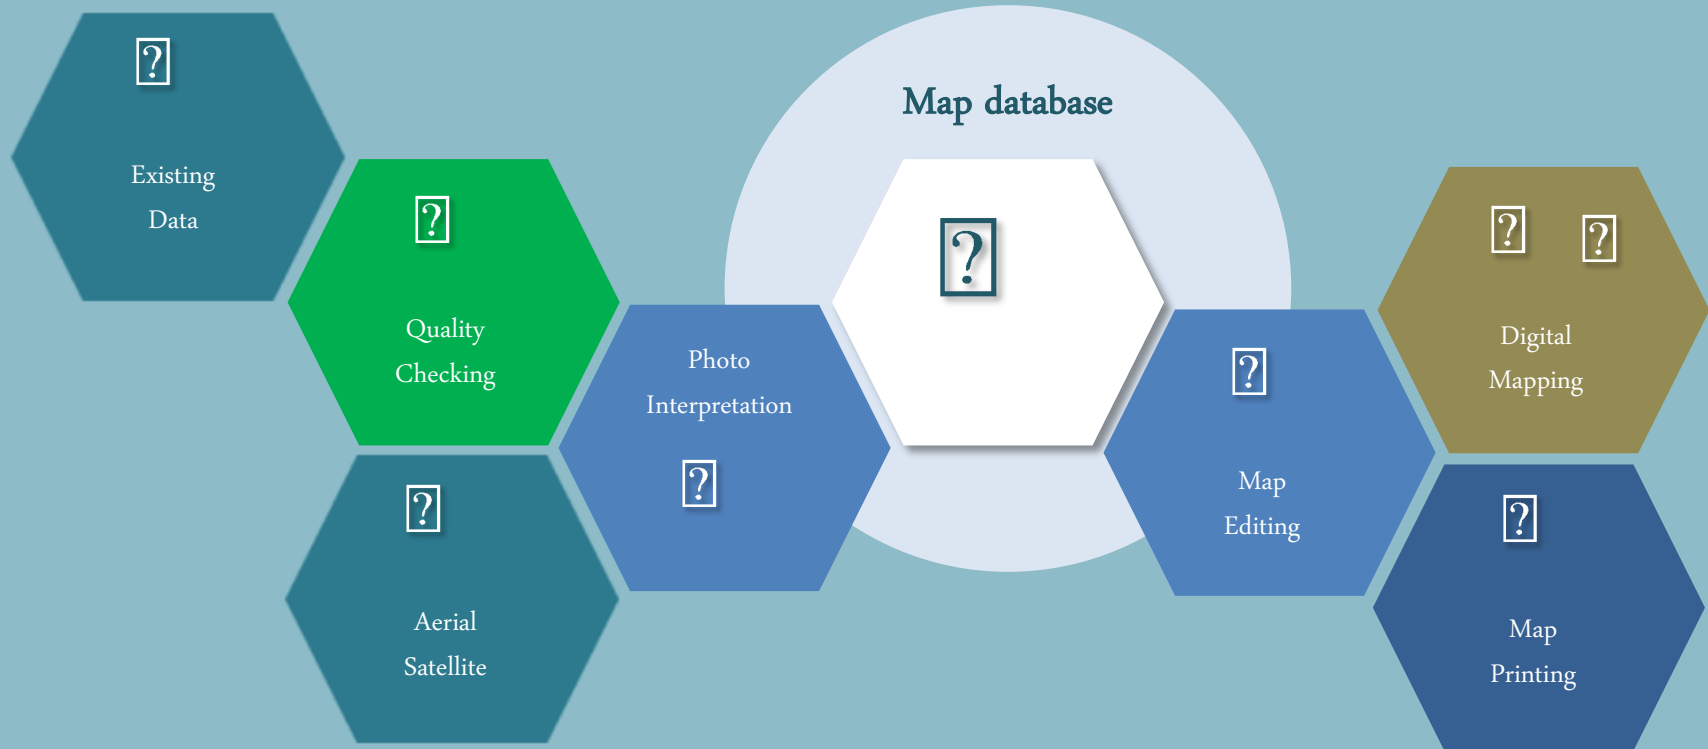 Existing
Data
Quality
Checking
Aerial
Satellite
Photo
Interpretation
Map database
Map
Editing
Digital
Mapping
Map
Printing